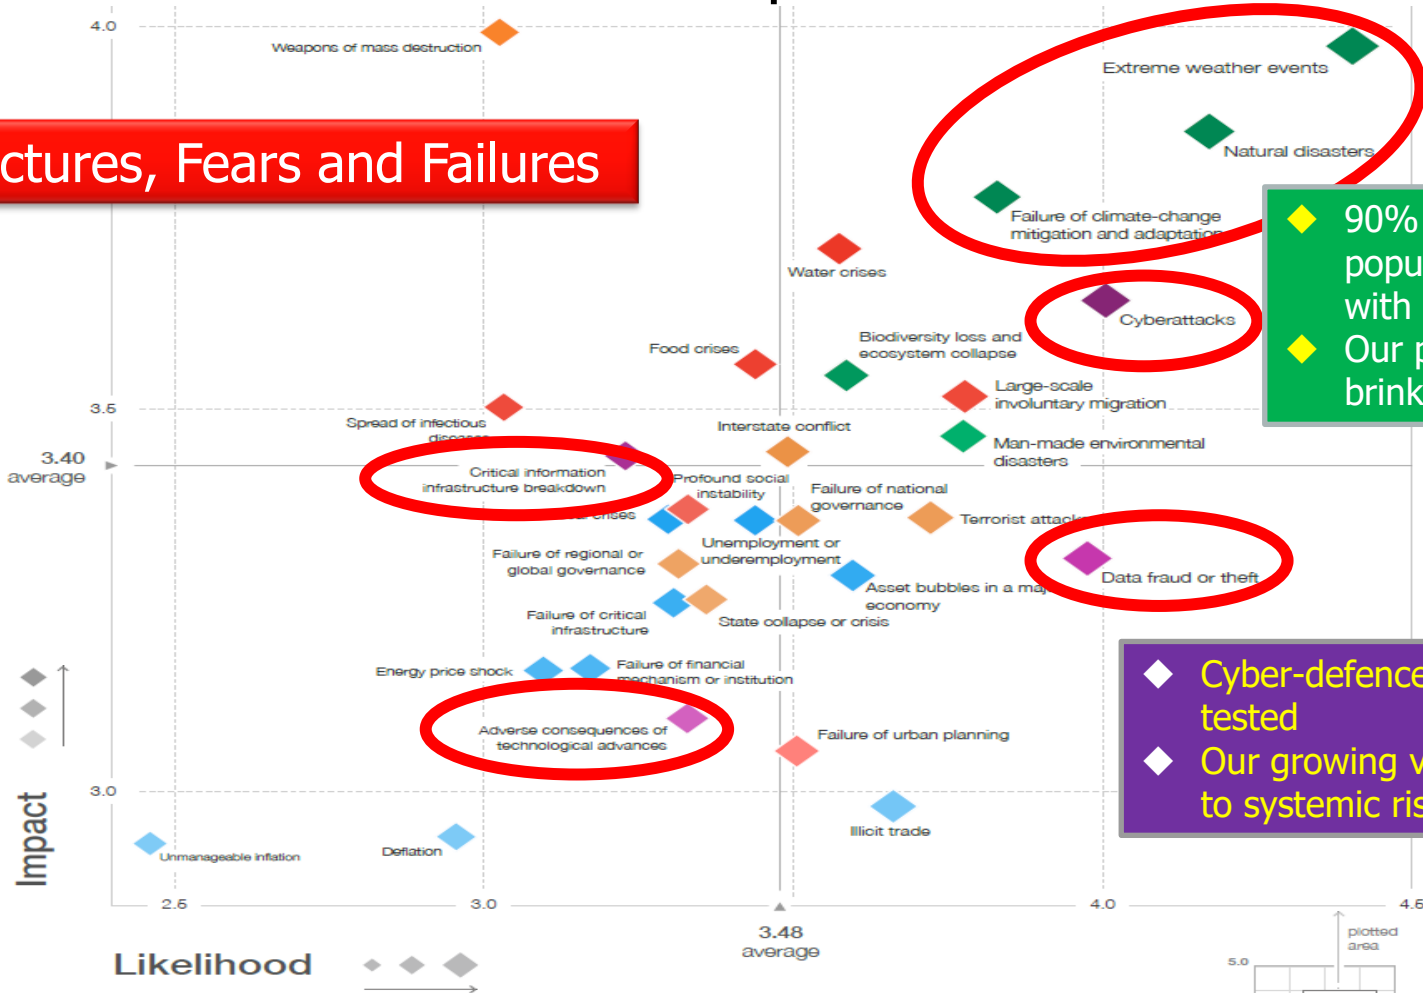 4.0
Weapons of mass destruction
Extreme weather events
ctures, Fears and Failures
Natural disasters
Failure of climate-change
mitigation and adaptation
90%
popu
with
Our p
brink
Water crises
Cyberattacks
Biodiversity loss and
ecosystem collapse
Food crises
Large-scale
involuntary migration
3.5
Spread of infectious
Interstate conflict
Man-made environmental
disasters
3.40
average
Critical information
infrastructure breakdown
Profound social
instability
Failure of national
governance
crises
Terrorist attacks
Unemployment or
underemployment
Failure of regional or
global governance
Data fraud or theft
Asset bubbles in a maj
economy
Failure of critical
infrastructure
State collapse or crisis
Energy price shock
Failure of financial
mechanism or institution
Cyber-defence
tested
Our growing v
to systemic ris
Adverse consequences of
technological advances
Failure of urban planning
3.0
Impact
Illicit trade
Deflation
Unmanageable inflation
2.5
3.0
3.48
average
4.0
4.5
Likelihood
plotted
area
5.0